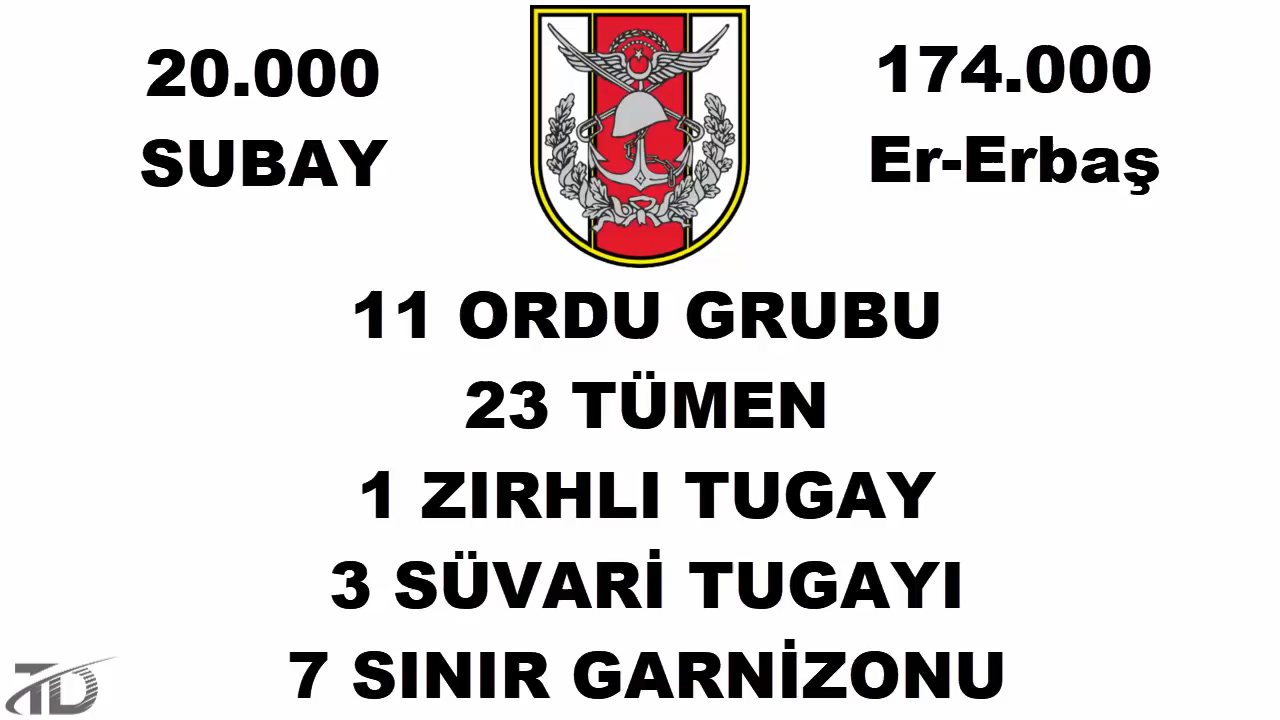 20.000
SUBAY
174.000
Er-Erbaş
11 ORDU GRUBU
23 TÜMEN
1 ZIRHLI TUGAY
3 SÜVARİ TUGAYI
7 SINIR GARNİZONU
TD